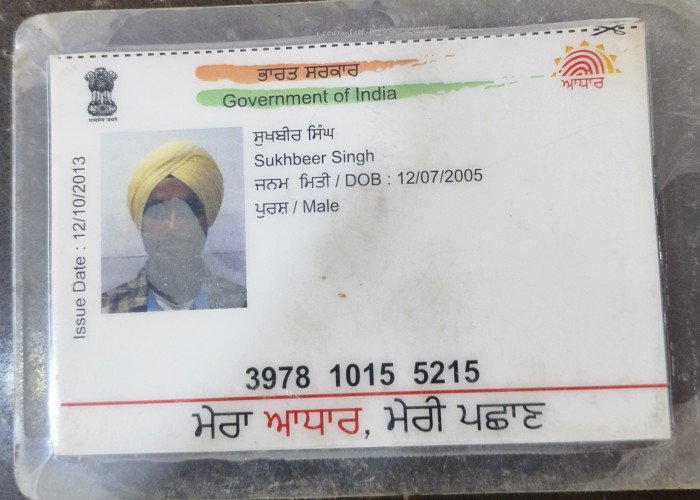 ਭਾਰਤ ਸਰਕਾਰ
Government of India
ਆਧਾਰ
ਸੁਖਬੀਰ ਸਿੰਘ
Sukhbeer Singh
ਜਨਮ ਮਿਤੀ / DOB : 12/07/2005
ਪੁਰਸ਼ / Male
Issue Date : 12/10/2013
3978 1015 5215
ਮੇਰਾ ਆਧਾਰ, ਮੇਰੀ ਪਛਾਣ